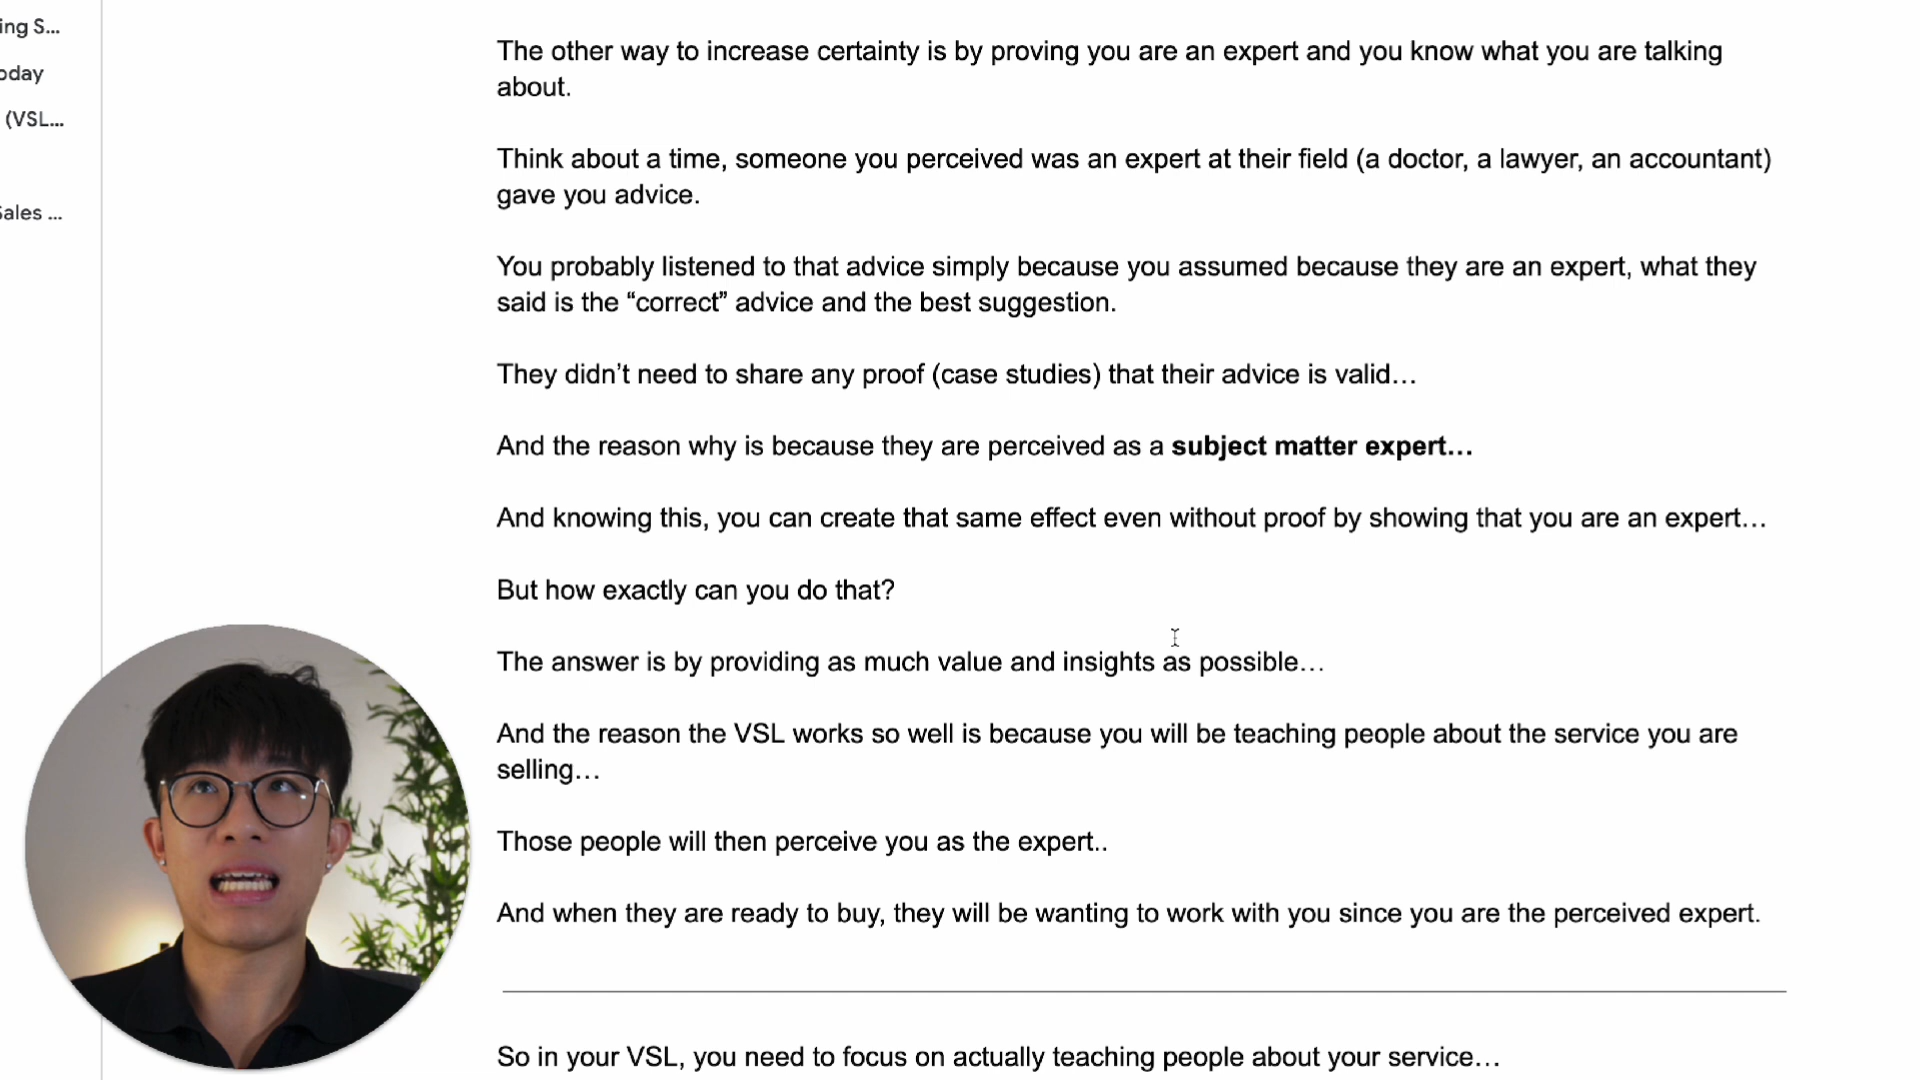 ing S...
oday
(VSL...
Sales ...
The other way to increase certainty is by proving you are an expert and you know what you are talking
about.
Think about a time, someone you perceived was an expert at their field (a doctor, a lawyer, an accountant)
gave you advice.
You probably listened to that advice simply because you assumed because they are an expert, what they
said is the “correct” advice and the best suggestion.
They didn’t need to share any proof (case studies) that their advice is valid…
And the reason why is because they are perceived as a subject matter expert…
And knowing this, you can create that same effect even without proof by showing that you are an expert…
But how exactly can you do that?
The answer is by providing as much value and insights as possible…
And the reason the VSL works so well is because you will be teaching people about the service you are
selling…
Those people will then perceive you as the expert..
And when they are ready to buy, they will be wanting to work with you since you are the perceived expert.
So in your VSL, you need to focus on actually teaching people about your service…